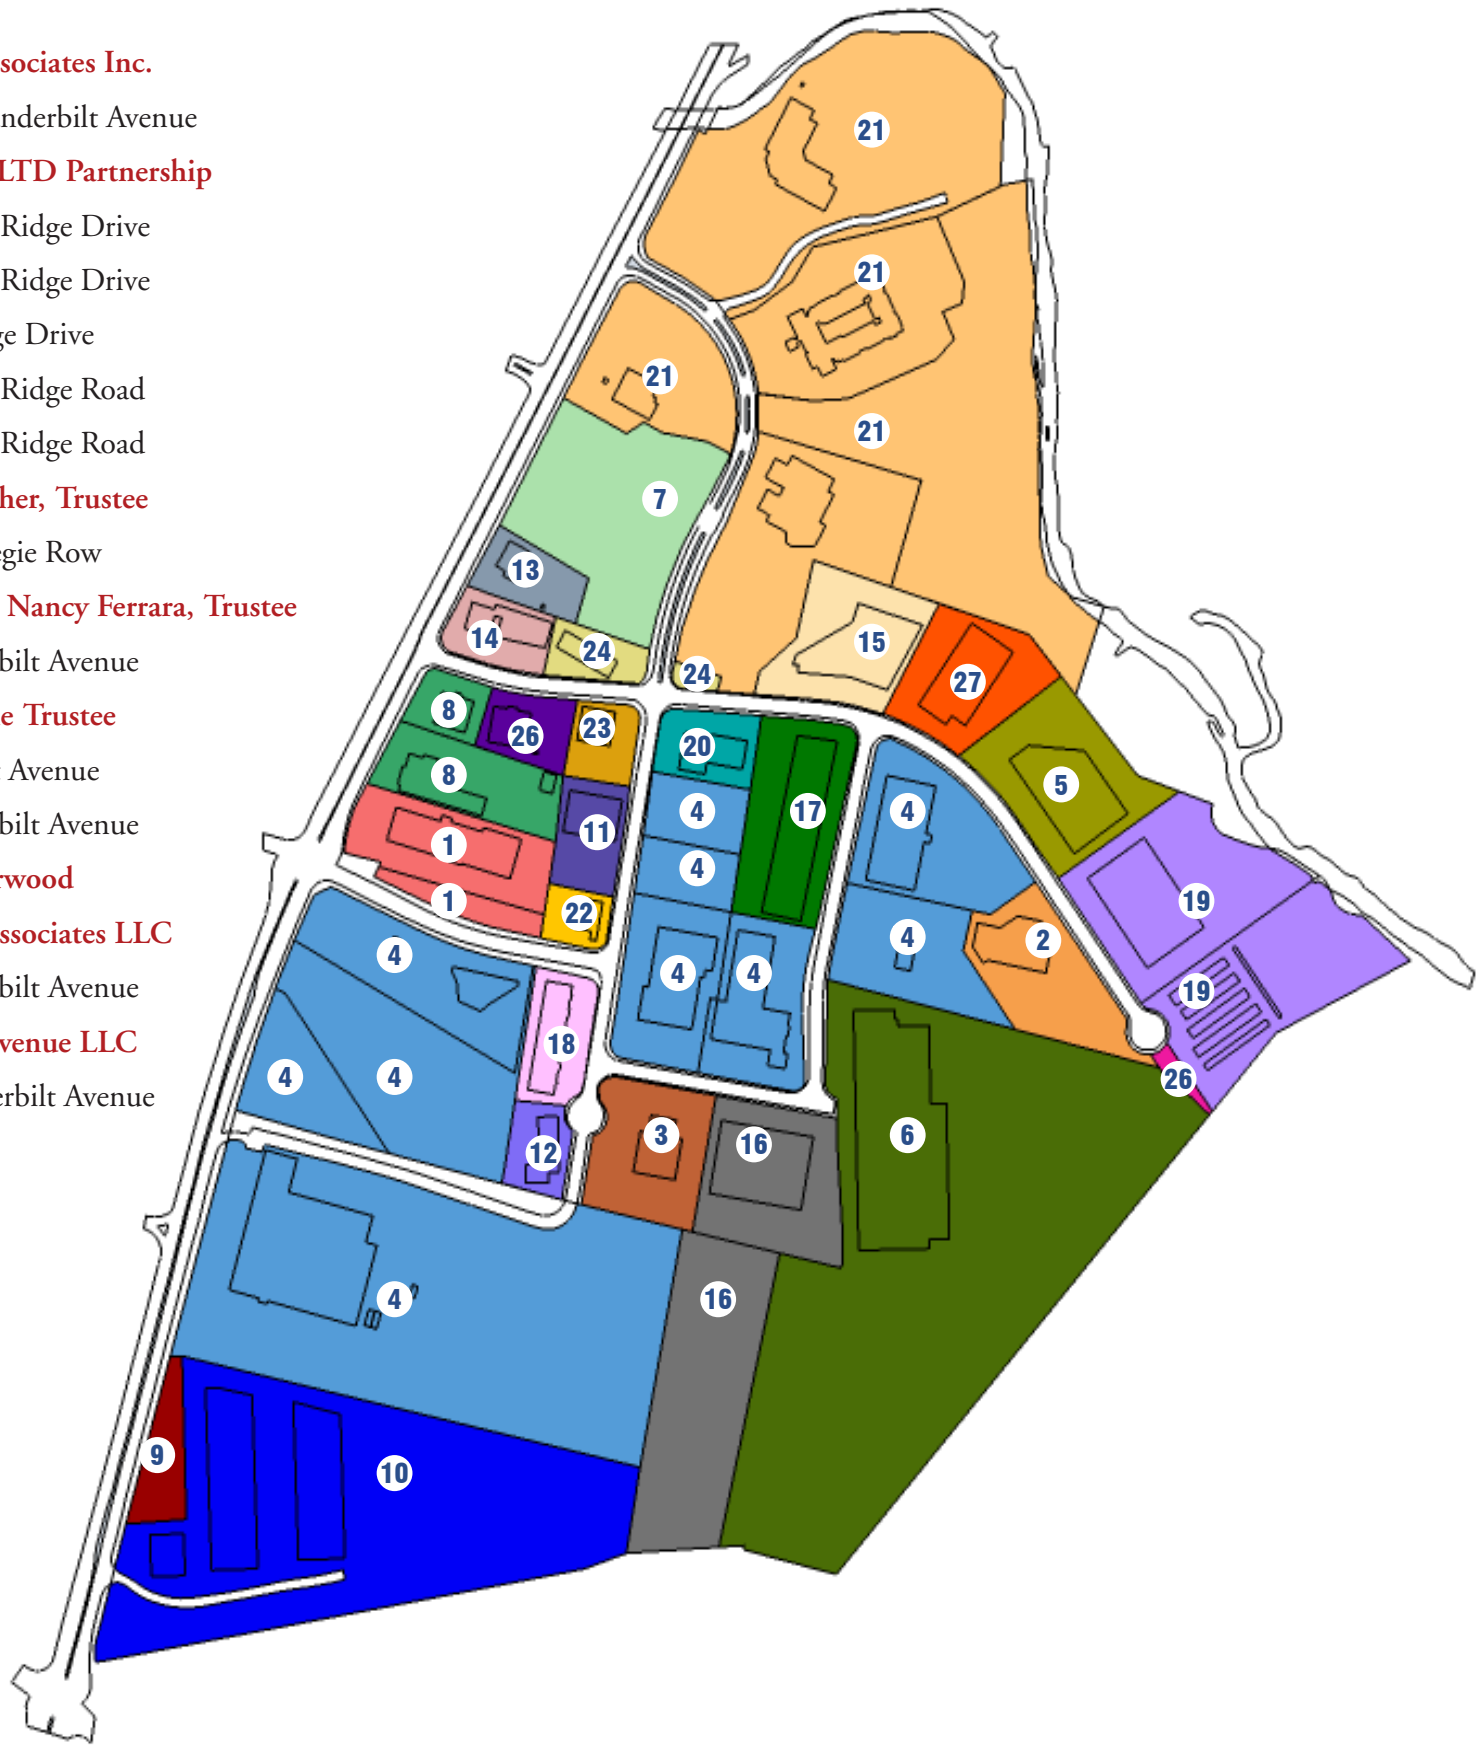 sociates Inc.
nderbilt Avenue
LTD Partnership
Ridge Drive
Ridge Drive
ge Drive
Ridge Road
Ridge Road
her, Trustee
egie Row
Nancy Ferrara, Trustee
bilt Avenue
e Trustee
t Avenue
bilt Avenue
rwood
ssociates LLC
bilt Avenue
venue LLC
erbilt Avenue
21
21
21
21
7
13
14
24
15
24
27
8
26
23
20
8
4
17
4
5
1
11
4
1
22
19
4
4
2
4
4
19
18
4
4
26
12
3
16
6
4
16
9
10